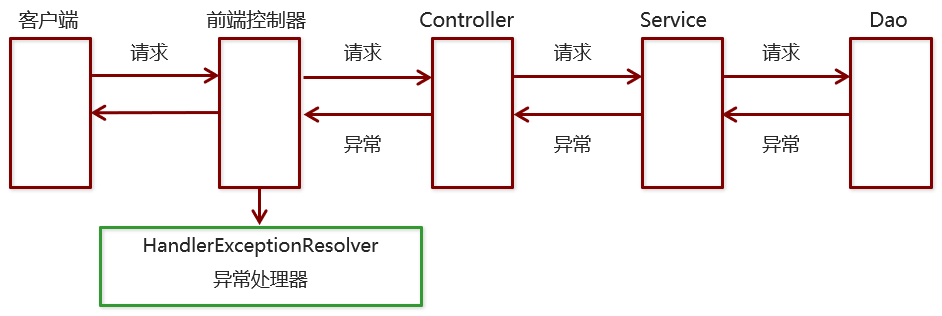 客户端
前端控制器
Controller
Service
Dao
请求
请求
请求
请求
异常
异常
异常
HandlerExceptionResolver
异常处理器